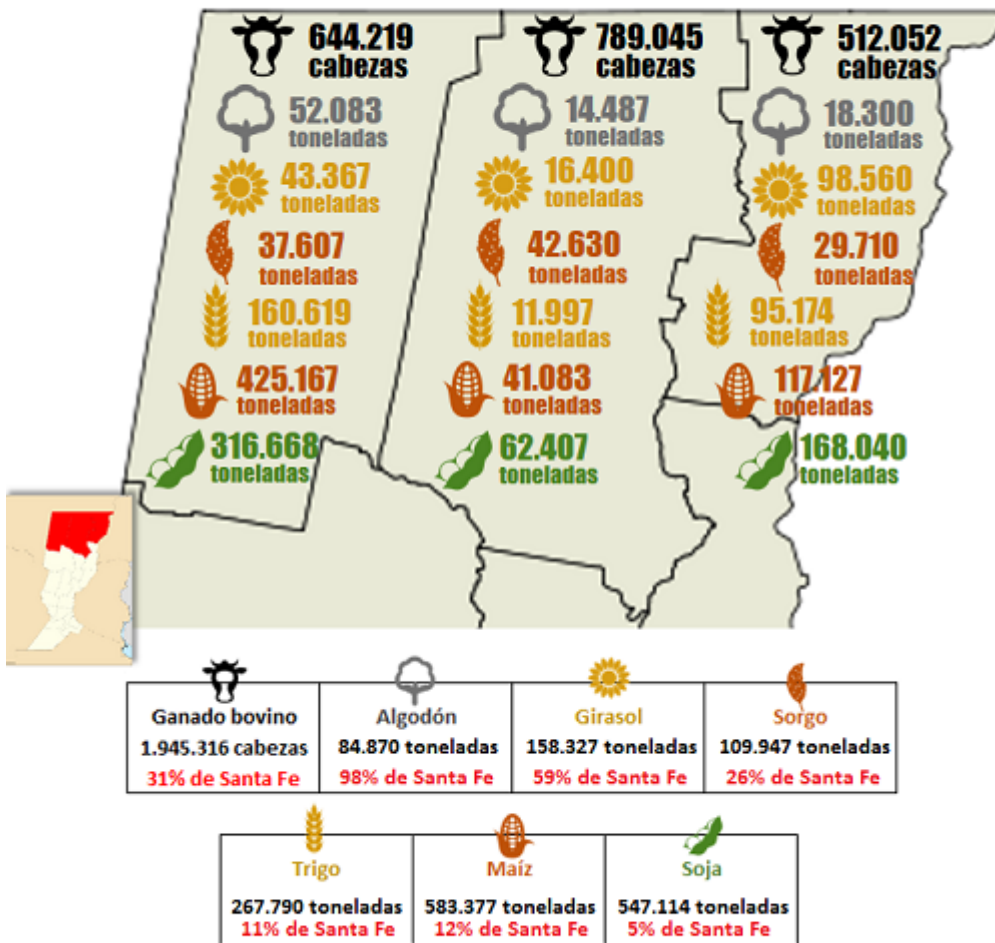 644.219
cabezas
789.045
cabezas
512.052
cabezas
52.083
toneladas
14.487
toneladas
18.300
toneladas
43.367
toneladas
16.400
toneladas
98.560
toneladas
37.607
toneladas
42.630
toneladas
29.710
toneladas
160.619
toneladas
11.997
toneladas
95.174
toneladas
425.167
toneladas
41.083
toneladas
117.127
toneladas
316.668
toneladas
62.407
toneladas
168.040
toneladas
Ganado bovino
1.945.316 cabezas
31% de Santa Fe
Algodón
84.870 toneladas
98% de Santa Fe
Girasol
158.327 toneladas
59% de Santa Fe
Sorgo
109.947 toneladas
26% de Santa Fe
Trigo
267.790 toneladas
11% de Santa Fe
Maíz
583.377 toneladas
12% de Santa Fe
Soja
547.114 toneladas
5% de Santa Fe